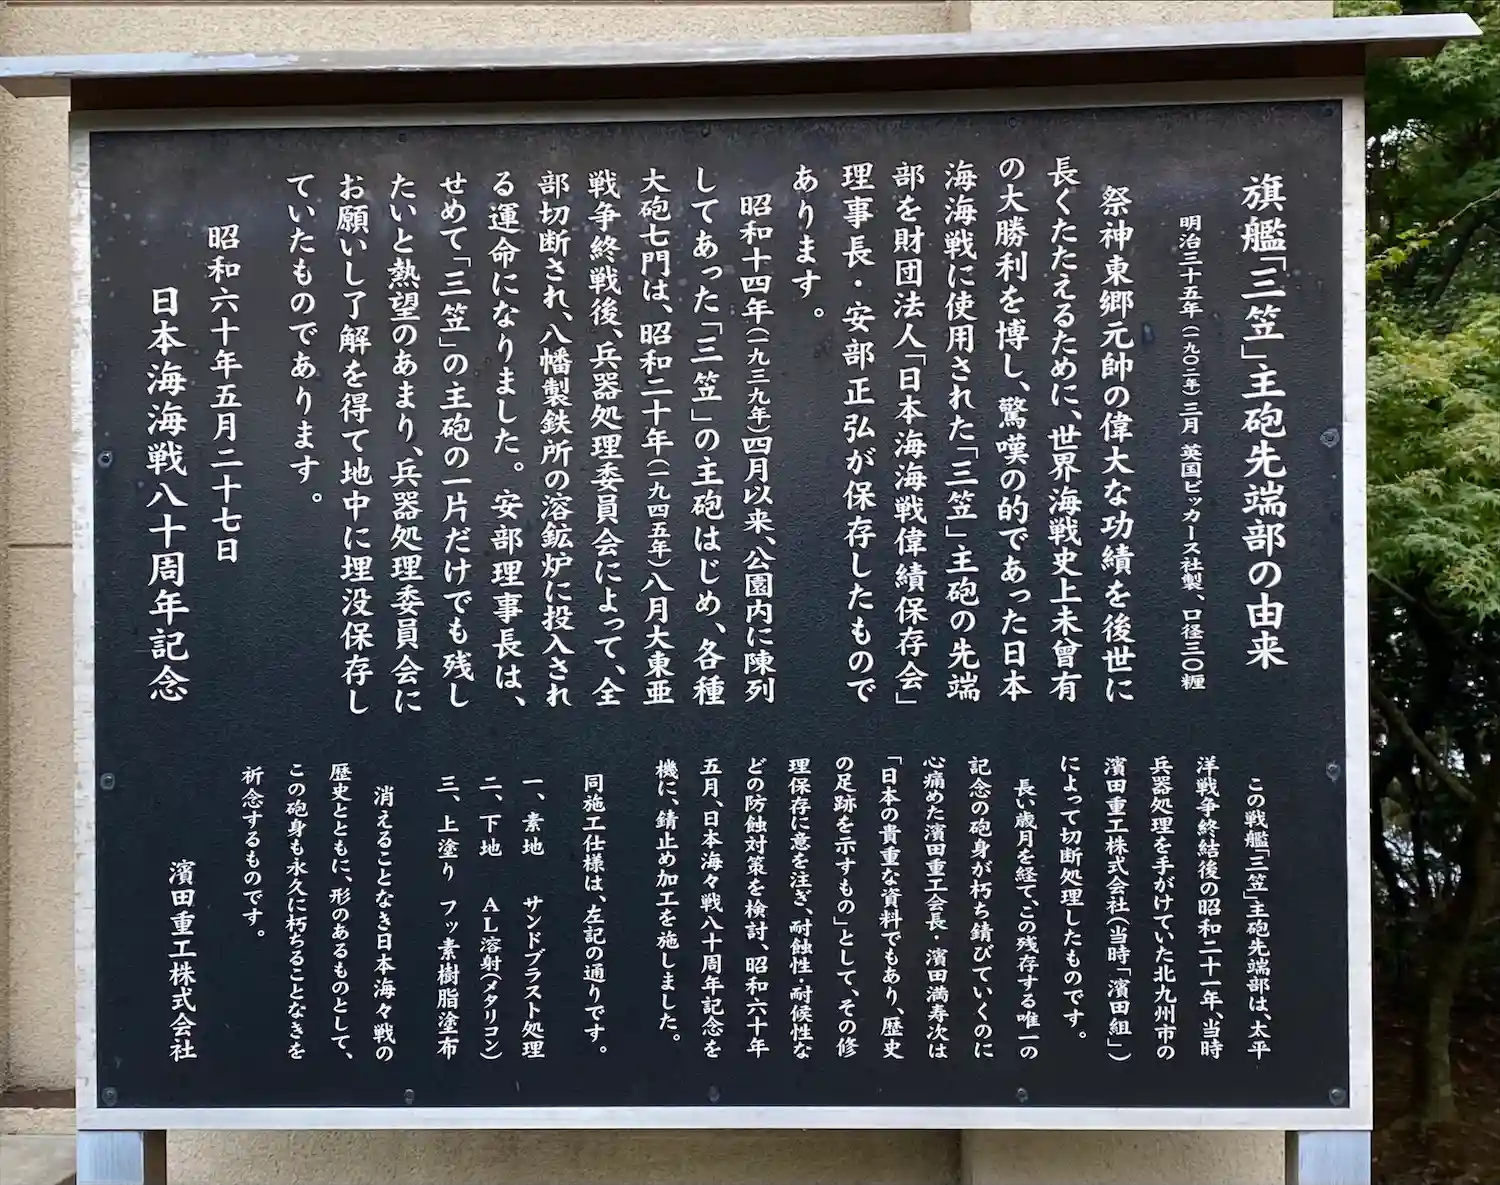 旗艦「三笠」主砲先端部の由来
明治三十五年(一九〇二年)三月 英国ビッカース社製、口径三〇糎
祭神東郷元帥の偉大な功績を後世に
長くたたえるために、世界海戦史上未曾有
の大勝利を博し、驚嘆の的であった日本
海海戦に使用された「三笠」主砲の先端
部を財団法人「日本海海戦偉績保存会」
理事長・安部正弘が保存したもので
あります。
昭和十四年(一九三九年)四月以来、公園内に陳列
してあった「三笠」の主砲はじめ、各種
大砲七門は、昭和二十年(一九四五年)八月大東亜
戦争終戦後、兵器処理委員会によって、全
部切断され、八幡製鉄所の溶鉱炉に投入され
る運命になりました。安部理事長は、
せめて「三笠」の主砲の一片だけでも残し
たいと熱望のあまり、兵器処理委員会に
お願いし了解を得て地中に埋没保存し
ていたものであります。
昭和六十年五月二十七日
日本海海戦八十周年記念
この戦艦「三笠」主砲先端部は、太平
洋戦争終結後の昭和二十一年、当時
兵器処理を手がけていた北九州市の
濱田重工株式会社(当時「濱田組」)
によって切断処理したものです。
長い歳月を経て、この残存する唯一の
記念の砲身が朽ち錆びていくのに
心痛めた濱田重工会長・濱田満寿次は
「日本の貴重な資料でもあり、歴史
の足跡を示すもの」として、その修
理保存に意を注ぎ、耐蝕性・耐候性な
どの防蝕対策を検討、昭和六十年
五月、日本海々戦八十周年記念を
機に、錆止め加工を施しました。
同施工仕様は、左記の通りです。
一、素地 サンドブラスト処理
二、下地 AL溶射(メタリコン)
三、上塗り フッ素樹脂塗布
消えることなき日本海々戦の
歴史とともに、形のあるものとして、
この砲身も永久に朽ちることなきを
祈念するものです。
濱田重工株式会社